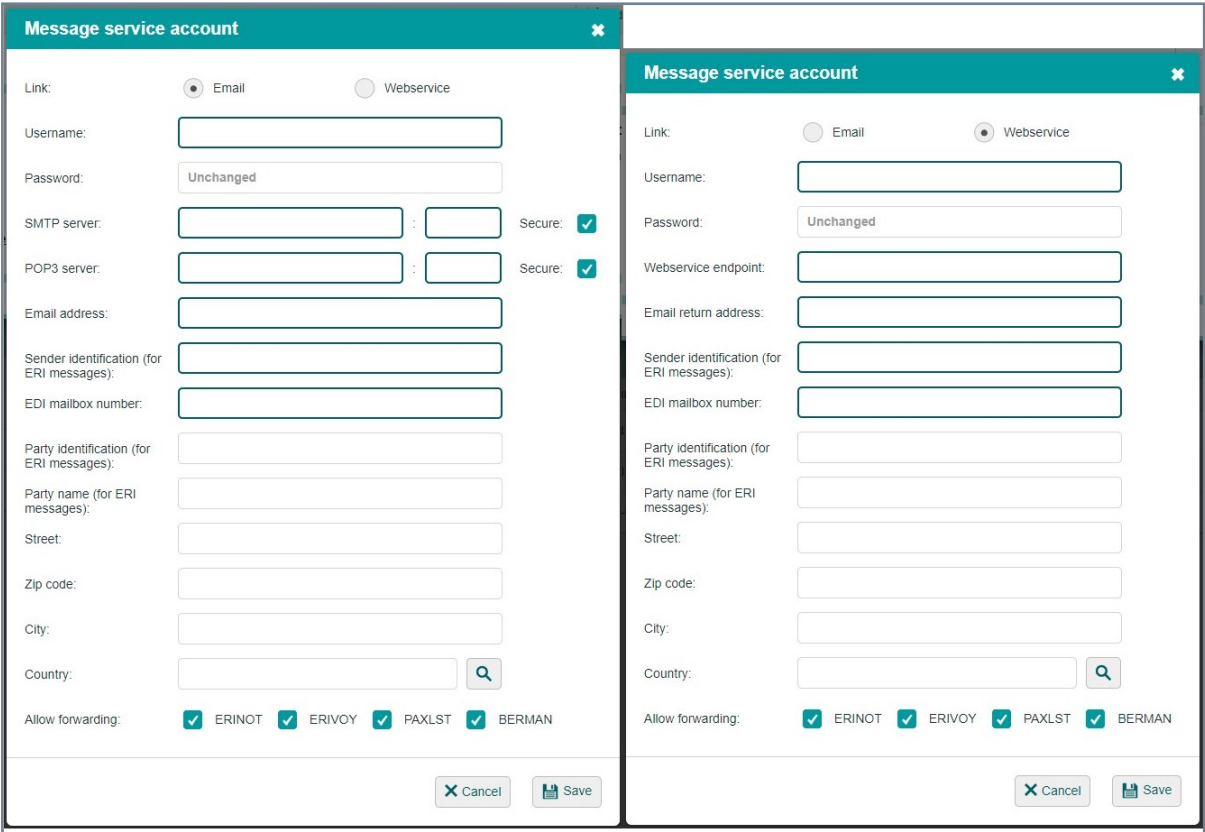 Message service account
Link: Email Webservice
Username:
Password: Unchanged
SMTP server: : Secure:
POP3 server: : Secure:
Email address:
Sender identification (for
ERI messages):
EDI mailbox number:
Party identification (for
ERI messages):
Party name (for ERI
messages):
Street:
Zip code:
City:
Country:
Allow forwarding: ERINOT ERIVOY PAXLST BERMAN
Cancel Save
Message service account
Link: Email Webservice
Username:
Password: Unchanged
Webservice endpoint:
Email return address:
Sender identification (for
ERI messages):
EDI mailbox number:
Party identification (for
ERI messages):
Party name (for ERI
messages):
Street:
Zip code:
City:
Country:
Allow forwarding: ERINOT ERIVOY PAXLST BERMAN
Cancel Save